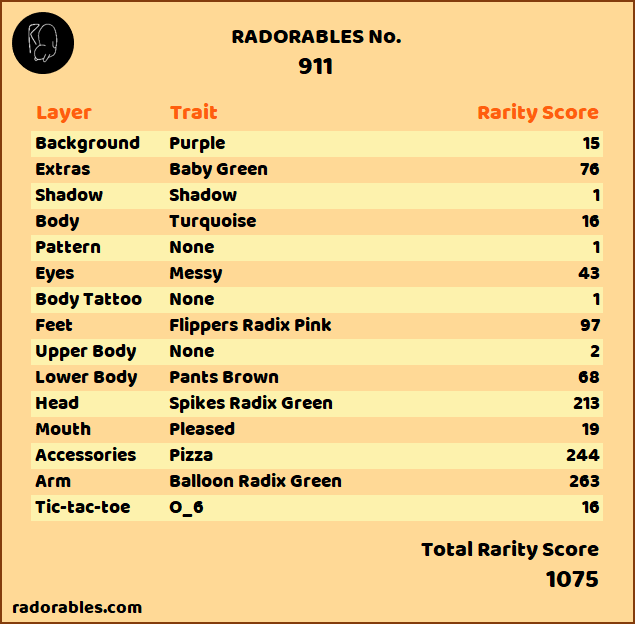 RADORABLES No.
911
Layer Trait Rarity Score
Background Purple 15
Extras Baby Green 76
Shadow Shadow 1
Body Turquoise 16
Pattern None 1
Eyes Messy 43
Body Tattoo None 1
Feet Flippers Radix Pink 97
Upper Body None 2
Lower Body Pants Brown 68
Head Spikes Radix Green 213
Mouth Pleased 19
Accessories Pizza 244
Arm Balloon Radix Green 263
Tic-tac-toe O_6 16
Total Rarity Score
1075
radorables.com